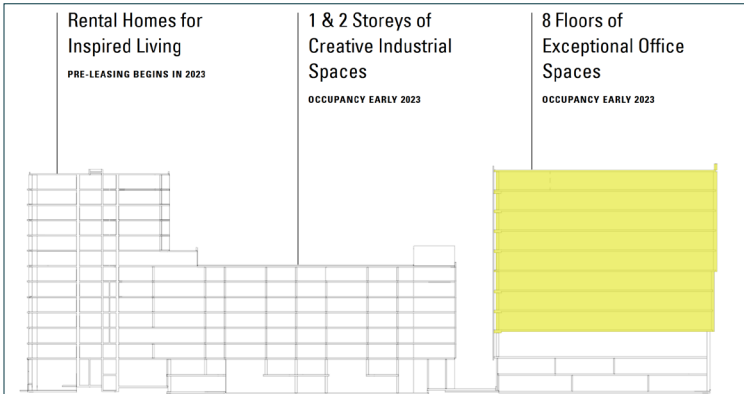 Rental Homes for
Inspired Living
PRE-LEASING BEGINS IN 2023
1 & 2 Storeys of
Creative Industrial
Spaces
OCCUPANCY EARLY 2023
8 Floors of
Exceptional Office
Spaces
OCCUPANCY EARLY 2023